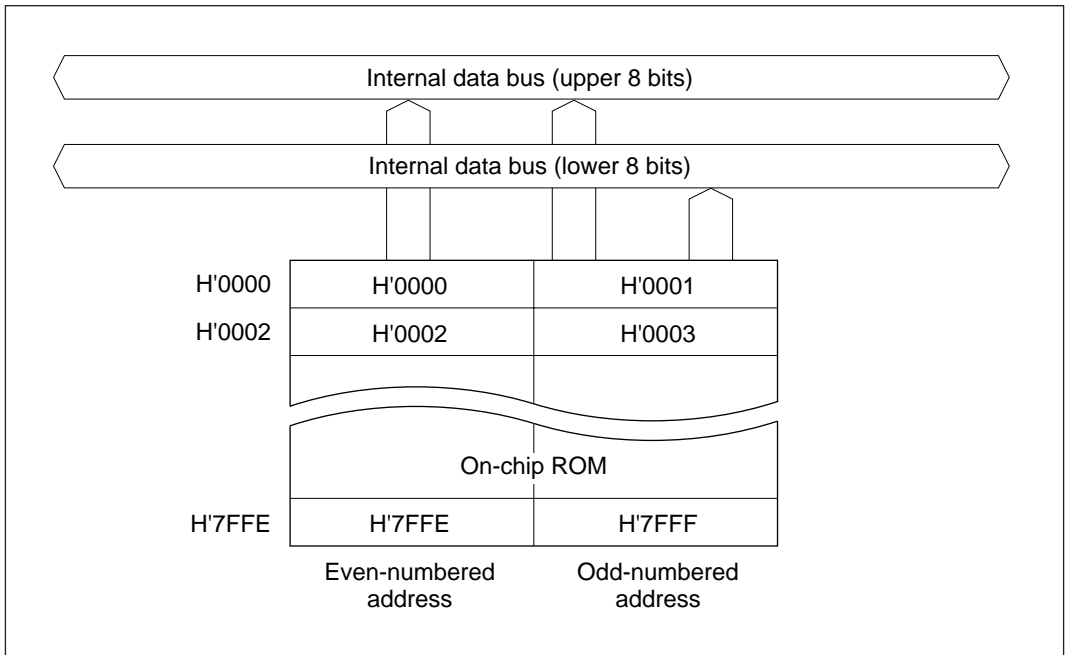 Internal data bus (upper 8 bits)
Internal data bus (lower 8 bits)
H'0000 H'0000 H'0001
H'0002 H'0002 H'0003
On-chip ROM
H'7FFE H'7FFE H'7FFF
Even-numbered Odd-numbered
address address